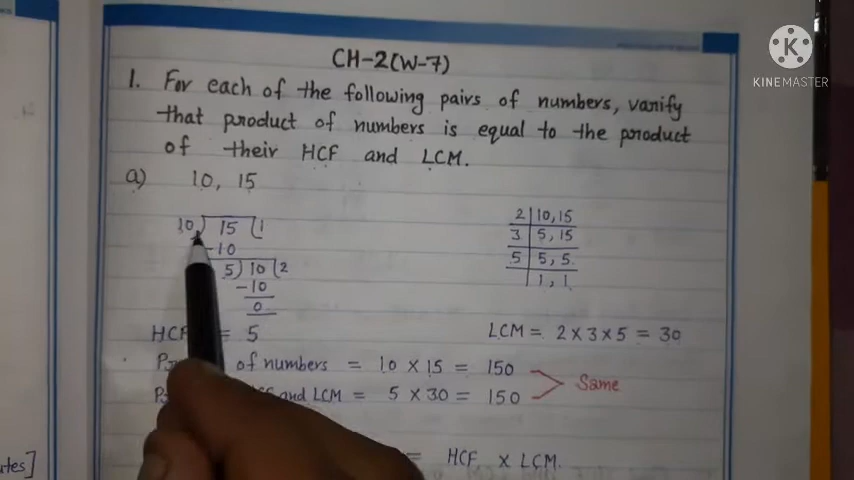 CH-2(W-7)
K
KINEMASTER
1. For each of the following pairs of numbers, varify
that product of numbers is equal to the product
of their HCF and LCM.
a) 10, 15
10) 15 (1
-10
5) 10 (2
-10
0
2 | 10, 15
3 | 5, 15
5 | 5, 5
1, 1
HCF = 5
LCM = 2 × 3 × 5 = 30
of numbers = 10 × 15 = 150
and LCM = 5 × 30 = 150
Same
= HCF × LCM.
utes]